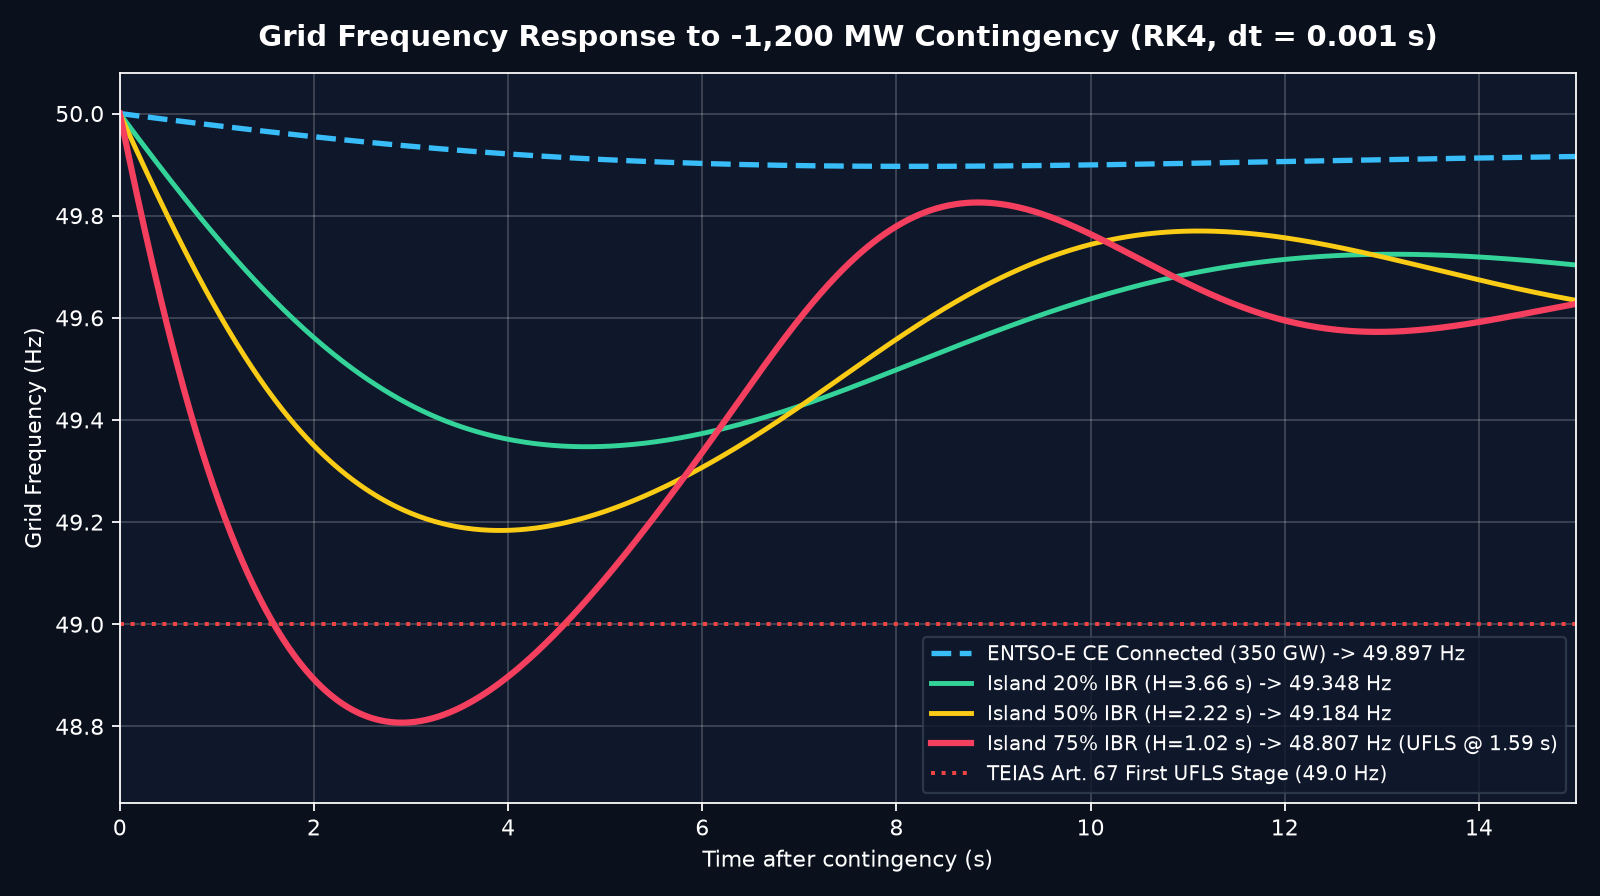 Grid Frequency Response to -1,200 MW Contingency (RK4, dt = 0.001 s)
Grid Frequency (Hz)
50.0
49.8
49.6
49.4
49.2
49.0
48.8
ENTSO-E CE Connected (350 GW) -> 49.897 Hz
Island 20% IBR (H=3.66 s) -> 49.348 Hz
Island 50% IBR (H=2.22 s) -> 49.184 Hz
Island 75% IBR (H=1.02 s) -> 48.807 Hz (UFLS @ 1.59 s)
TEIAS Art. 67 First UFLS Stage (49.0 Hz)
0 2 4 6 8 10 12 14
Time after contingency (s)